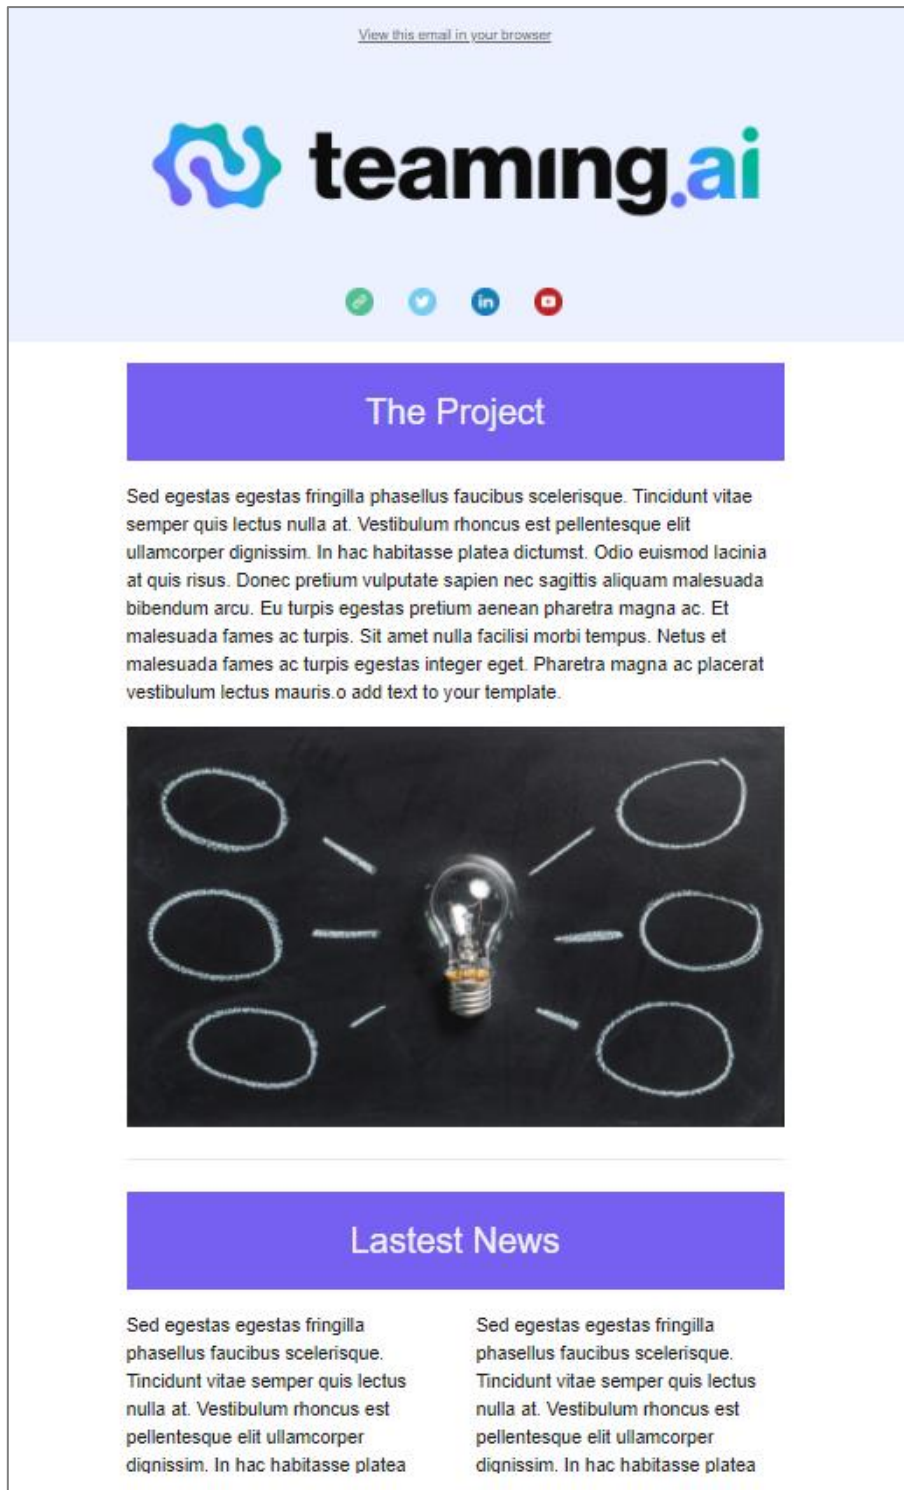 View this email in your browser
teaming.ai
in
The Project
Sed egestas egestas fringilla phasellus faucibus scelerisque. Tincidunt vitae
semper quis lectus nulla at. Vestibulum rhoncus est pellentesque elit
ullamcorper dignissim. In hac habitasse platea dictumst. Odio euismod lacinia
at quis risus. Donec pretium vulputate sapien nec sagittis aliquam malesuada
bibendum arcu. Eu turpis egestas pretium aenean pharetra magna ac. Et
malesuada fames ac turpis. Sit amet nulla facilisi morbi tempus. Netus et
malesuada fames ac turpis egestas integer eget. Pharetra magna ac placerat
vestibulum lectus mauris.o add text to your template.
Lastest News
Sed egestas egestas fringilla
phasellus faucibus scelerisque.
Tincidunt vitae semper quis lectus
nulla at. Vestibulum rhoncus est
pellentesque elit ullamcorper
dignissim. In hac habitasse platea
Sed egestas egestas fringilla
phasellus faucibus scelerisque.
Tincidunt vitae semper quis lectus
nulla at. Vestibulum rhoncus est
pellentesque elit ullamcorper
dignissim. In hac habitasse platea